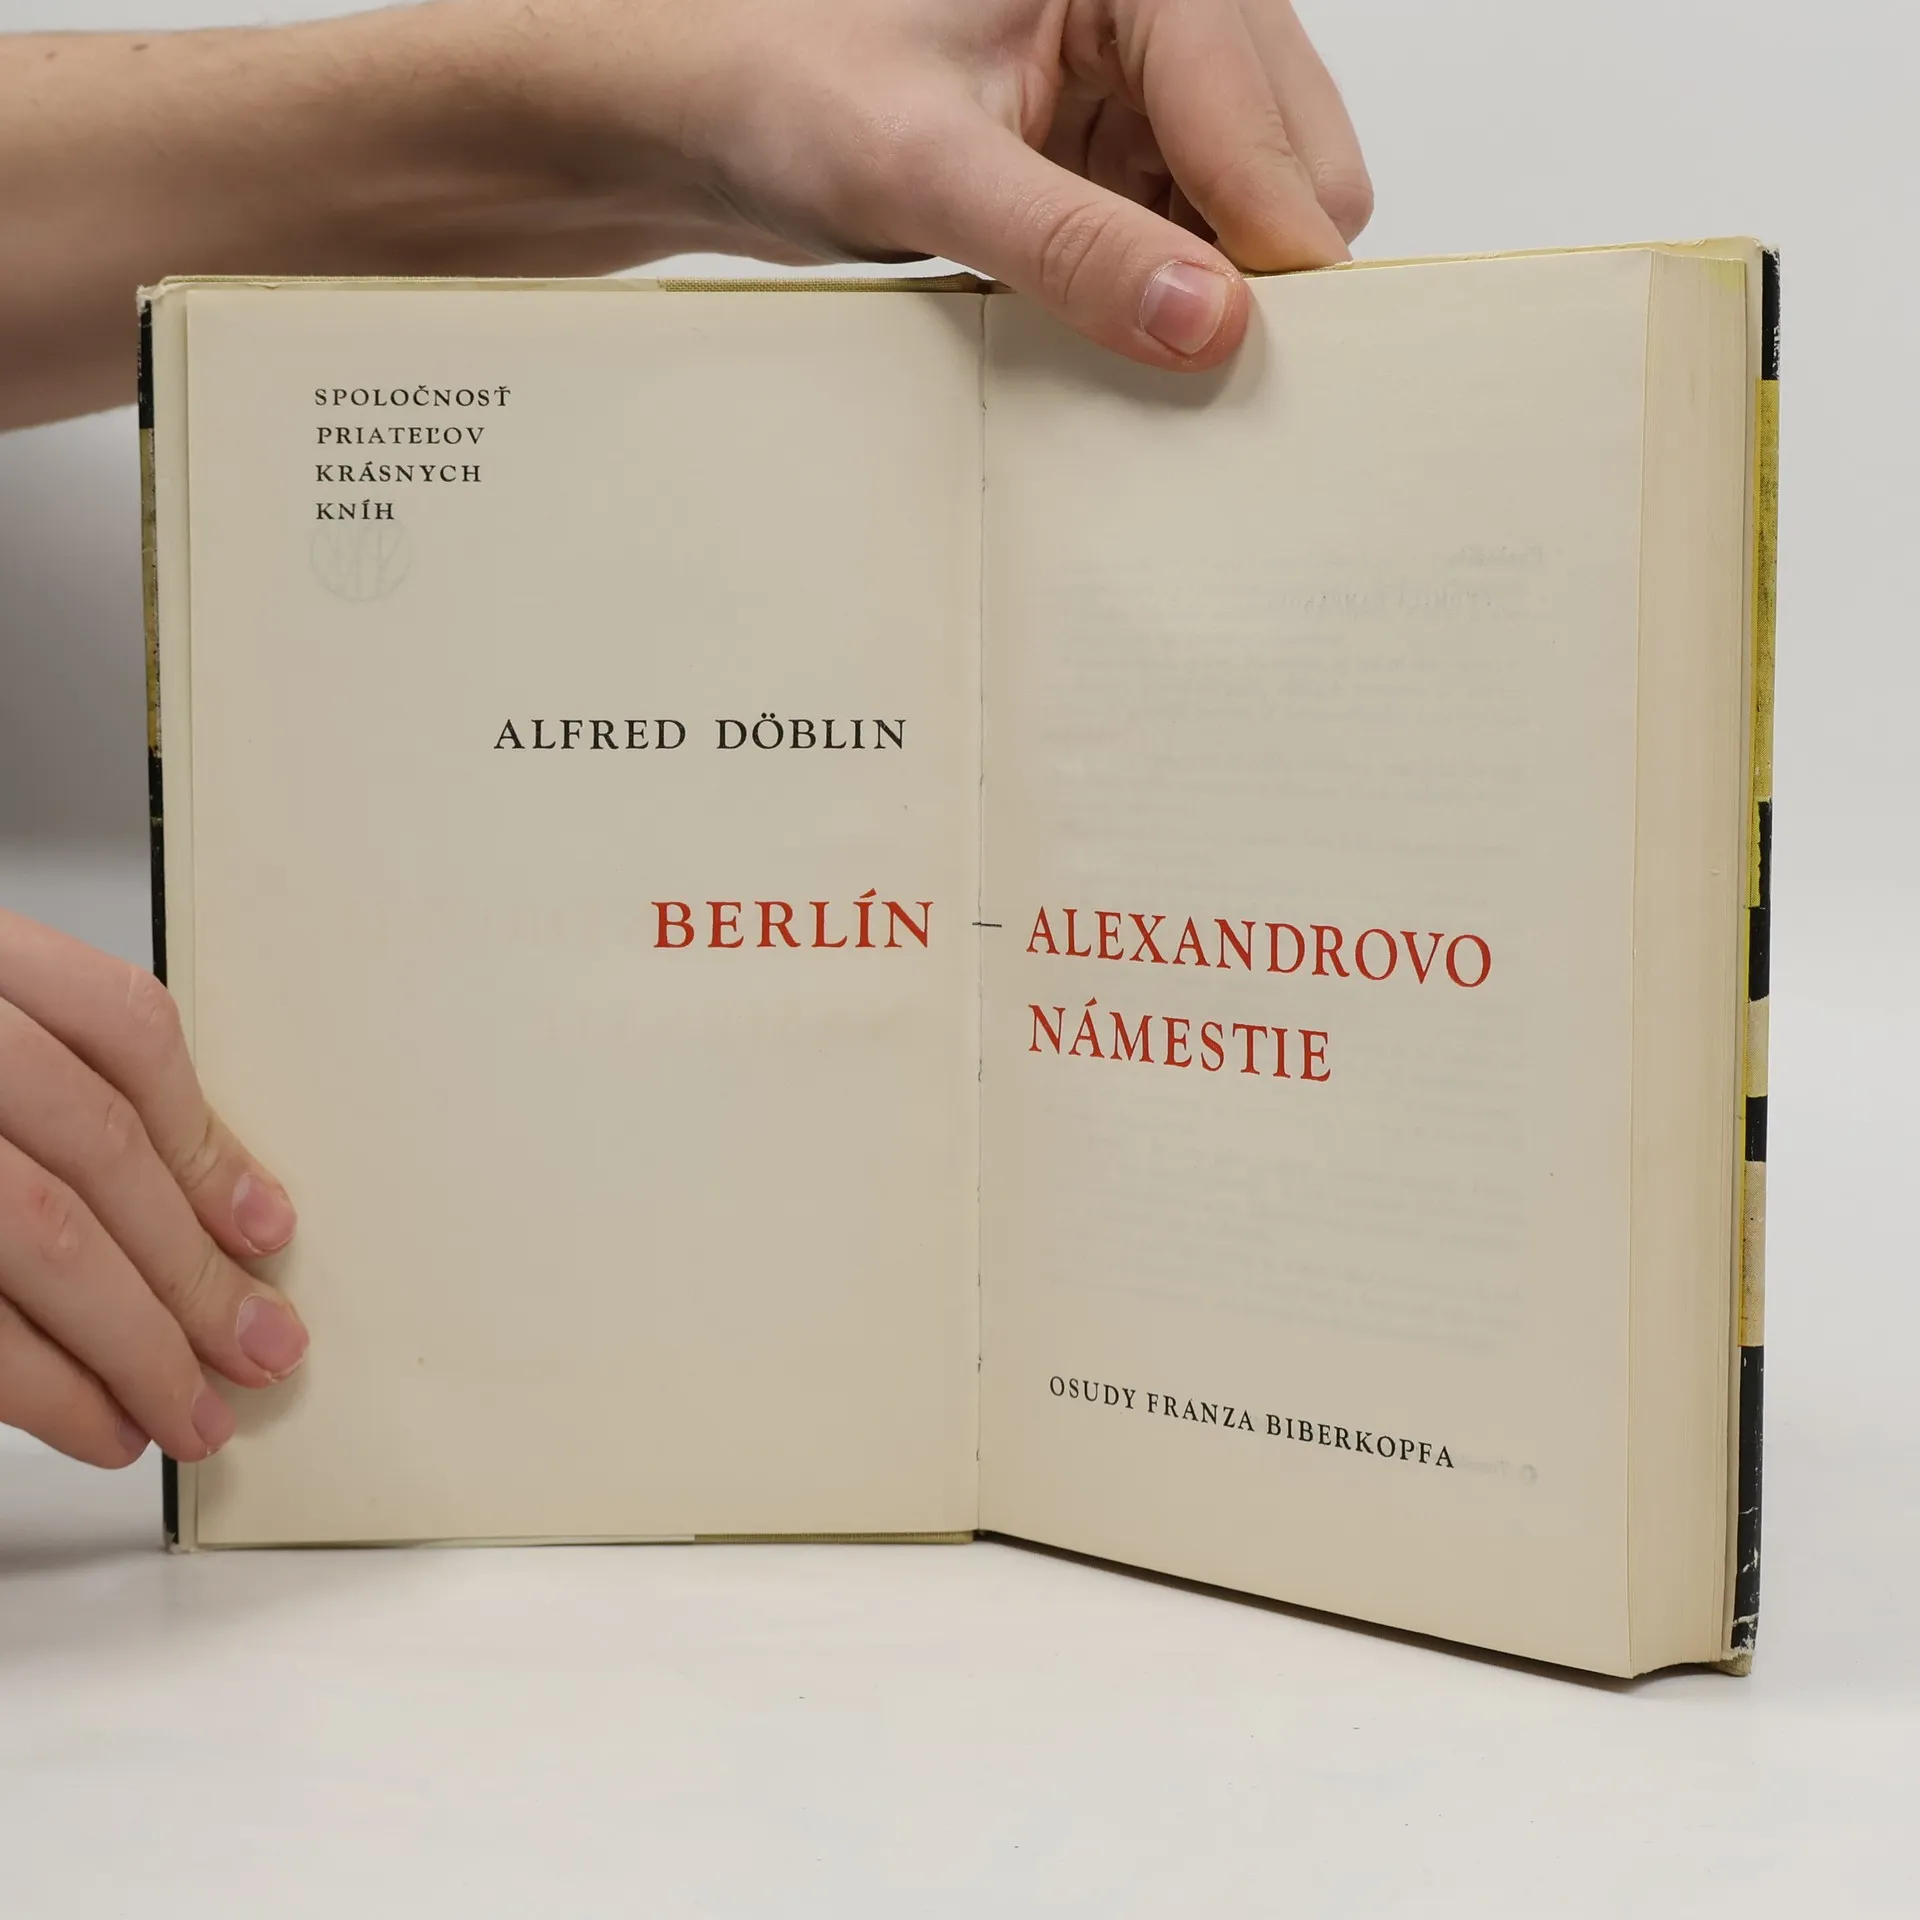 SPOLOČNOSŤ
PRIATEĽOV
KRÁSNYCH
KNÍH
ALFRED DÖBLIN
BERLÍN – ALEXANDROVO
NÁMESTIE
OSUDY FRANZA BIBERKOPFA